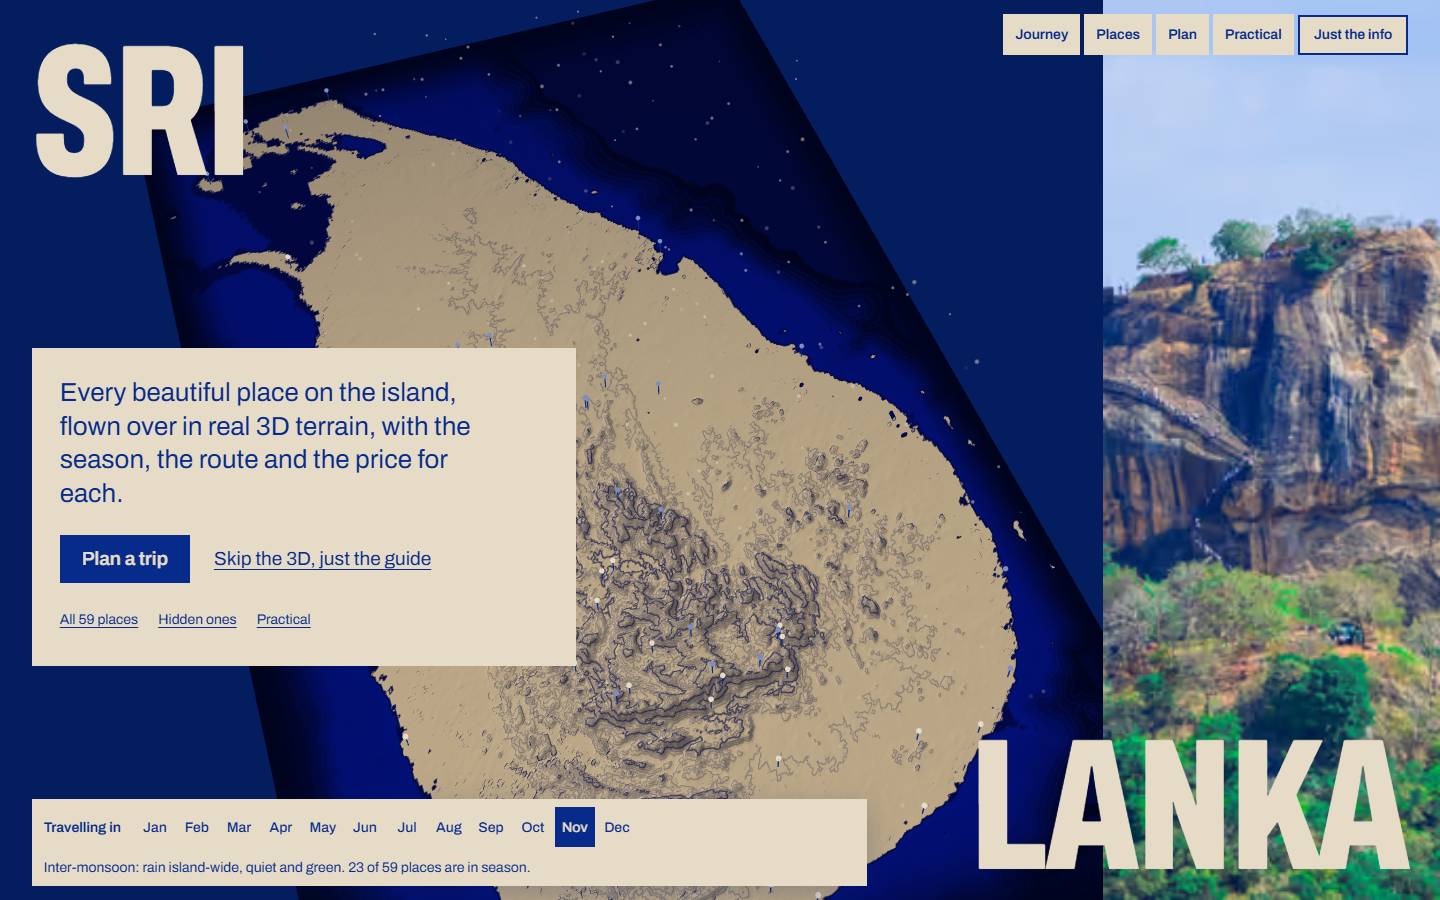 SRI
Journey
Places
Plan
Practical
Just the info
Every beautiful place on the island,
flown over in real 3D terrain, with the
season, the route and the price for
each.
Plan a trip
Skip the 3D, just the guide
All 59 places
Hidden ones
Practical
LANKA
Travelling in Jan Feb Mar Apr May Jun Jul Aug Sep Oct Nov Dec
Inter-monsoon: rain island-wide, quiet and green. 23 of 59 places are in season.